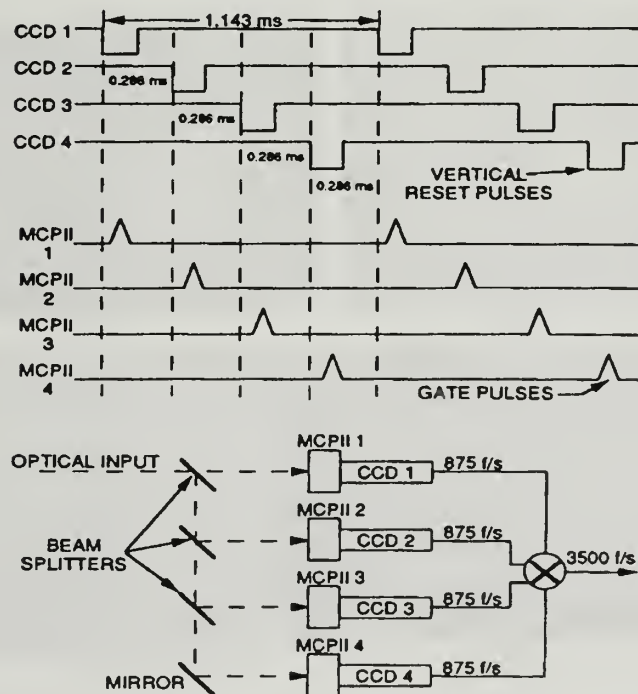 1.143 ms
CCD 1
CCD 2
0.286 ms
CCD 3
0.286 ms
CCD 4
0.286 ms
0.286 ms
VERTICAL
RESET PULSES
MCPII
1
MCPII
2
MCPII
3
MCPII
4
GATE PULSES
MCPII 1
OPTICAL INPUT
CCD 1
875 f/s
MCPII 2
CCD 2
875 f/s
BEAM
SPLITTERS
3500 f/s
MCPII 3
CCD 3
875 f/s
MCPII 4
MIRROR
CCD 4
875 f/s